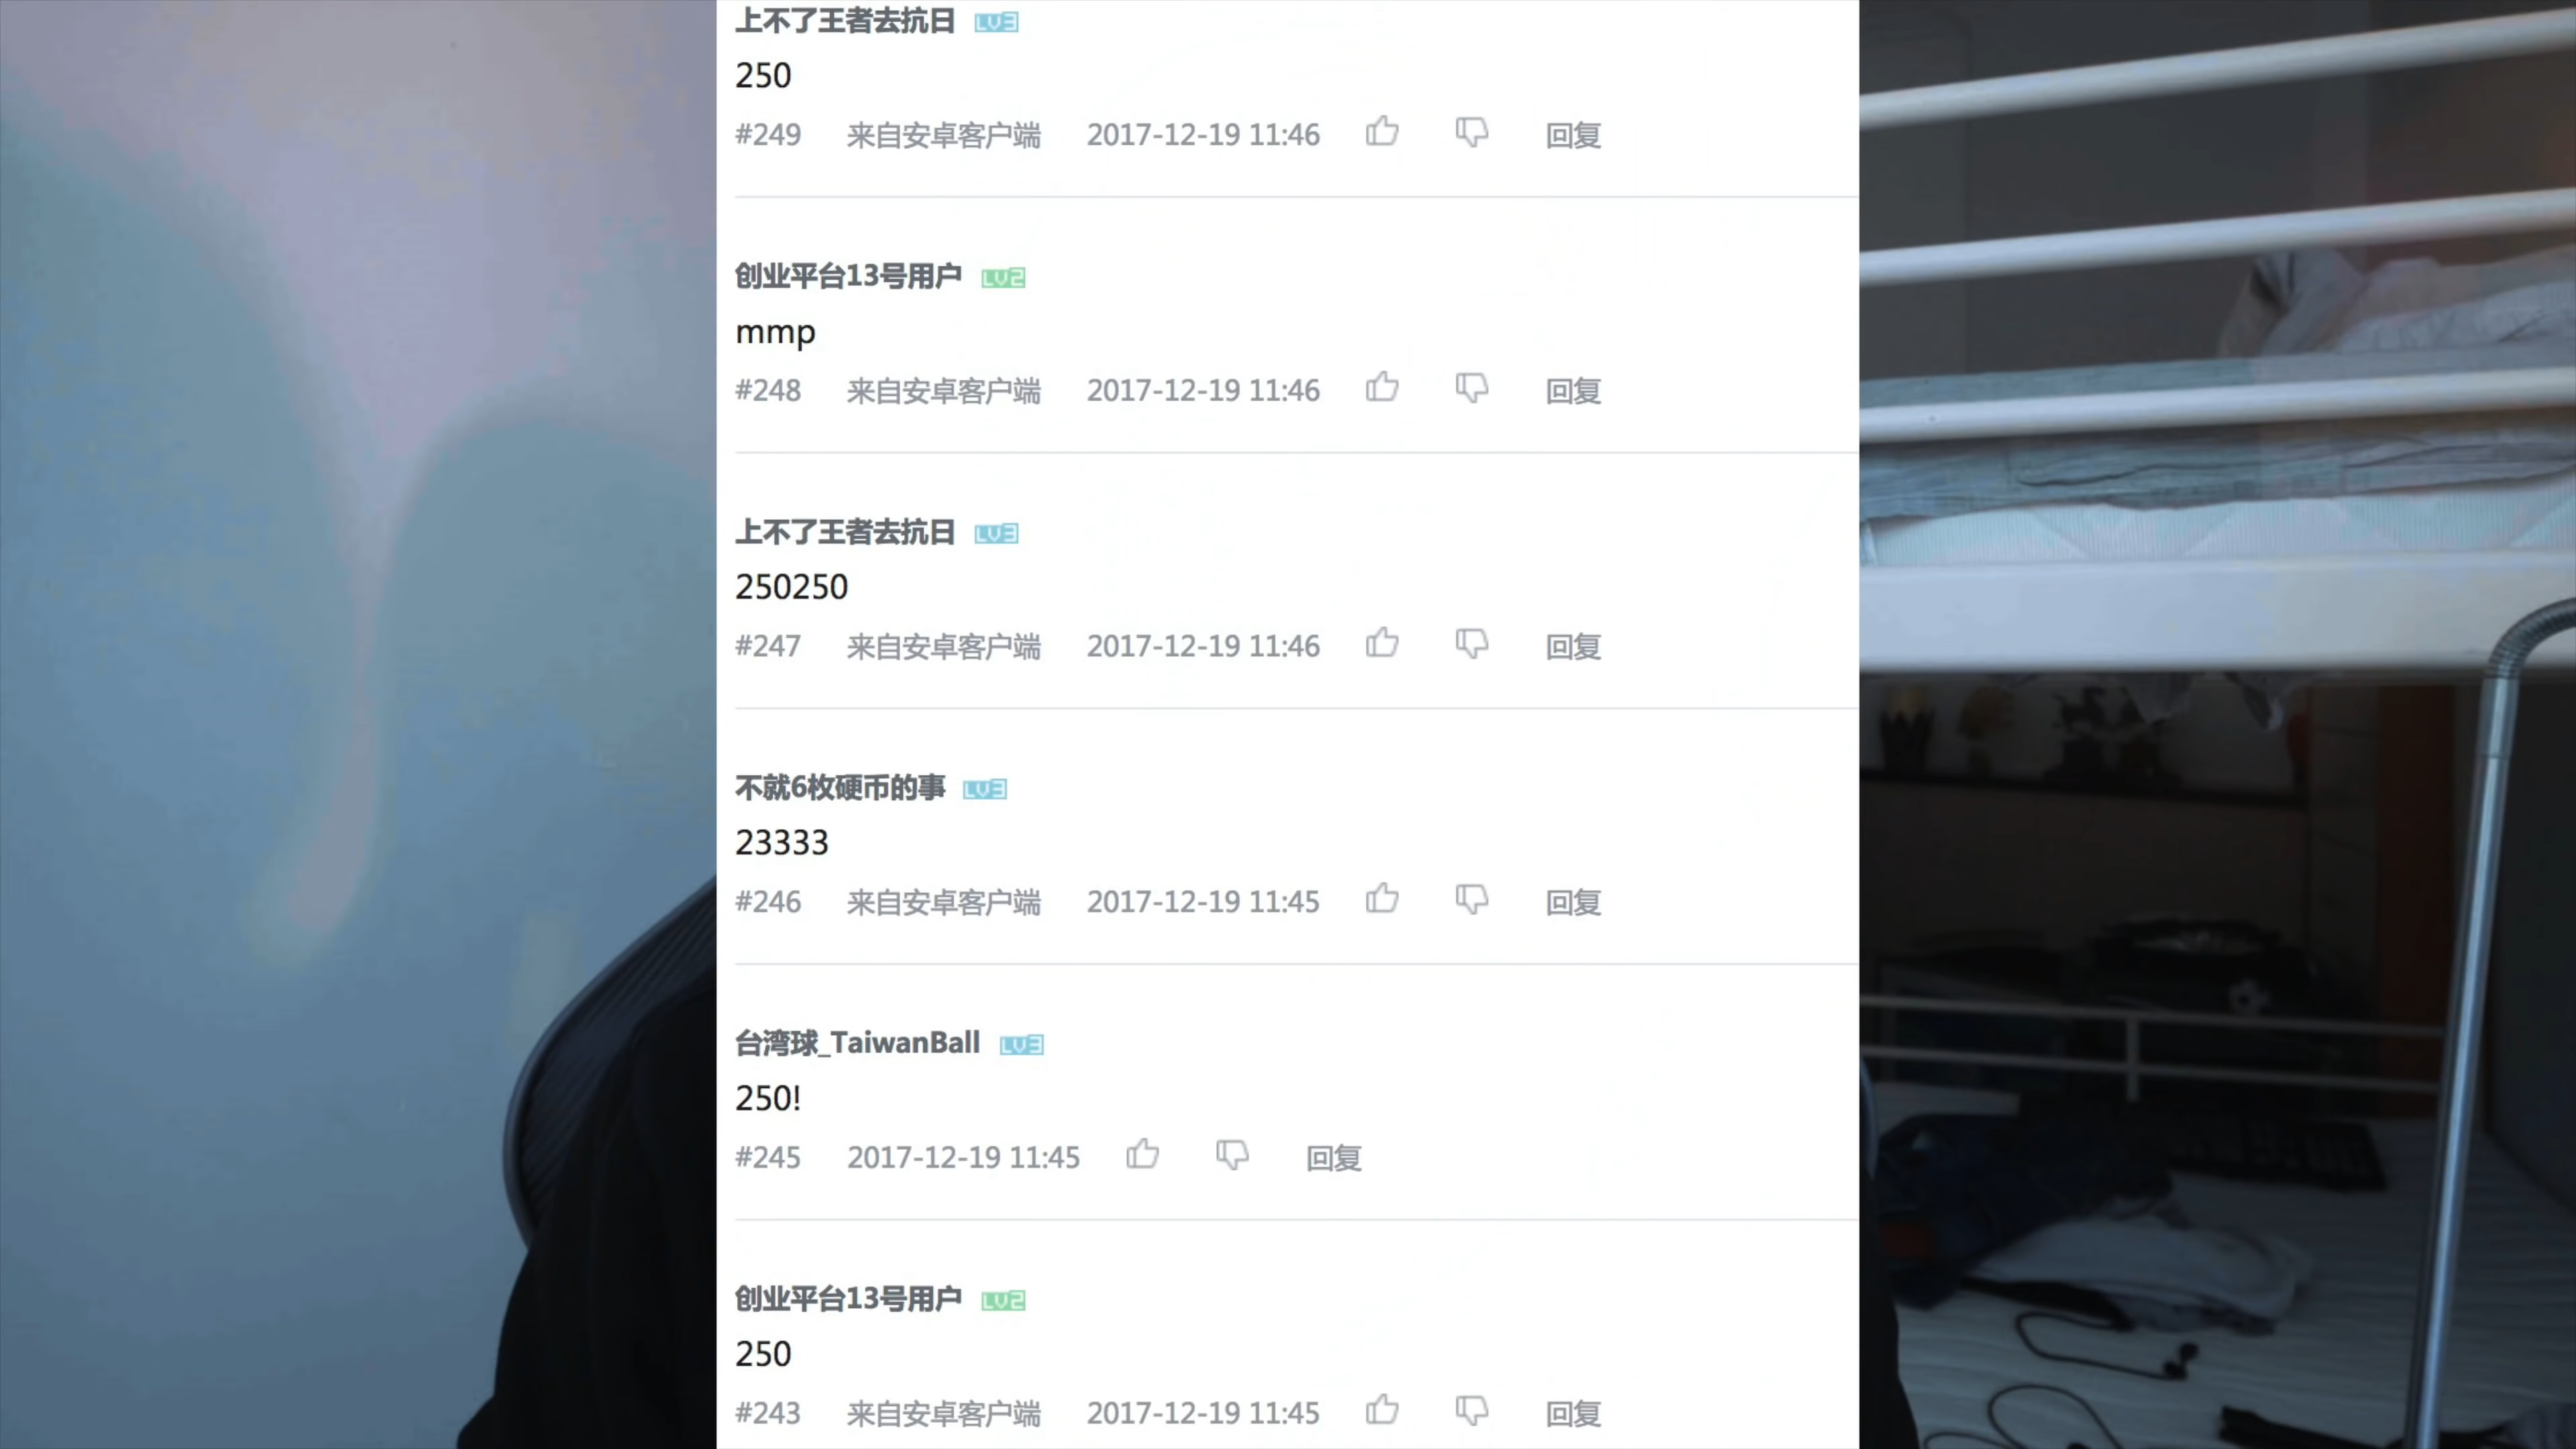 上不了王者去抗日 LV3
250
#249 来自安卓客户端 2017-12-19 11:46 回复
创业平台13号用户 LV2
mmp
#248 来自安卓客户端 2017-12-19 11:46 回复
上不了王者去抗日 LV3
250250
#247 来自安卓客户端 2017-12-19 11:46 回复
不就6枚硬币的事 LV3
23333
#246 来自安卓客户端 2017-12-19 11:45 回复
台湾球_TaiwanBall LV3
250!
#245 2017-12-19 11:45 回复
创业平台13号用户 LV2
250
#243 来自安卓客户端 2017-12-19 11:45 回复